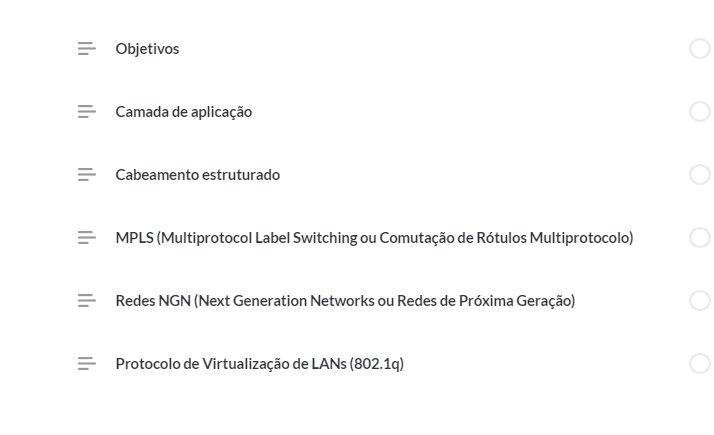 Objetivos
Camada de aplicação
Cabeamento estruturado
MPLS (Multiprotocol Label Switching ou Comutação de Rótulos Multiprotocolo)
Redes NGN (Next Generation Networks ou Redes de Próxima Geração)
Protocolo de Virtualização de LANs (802.1q)